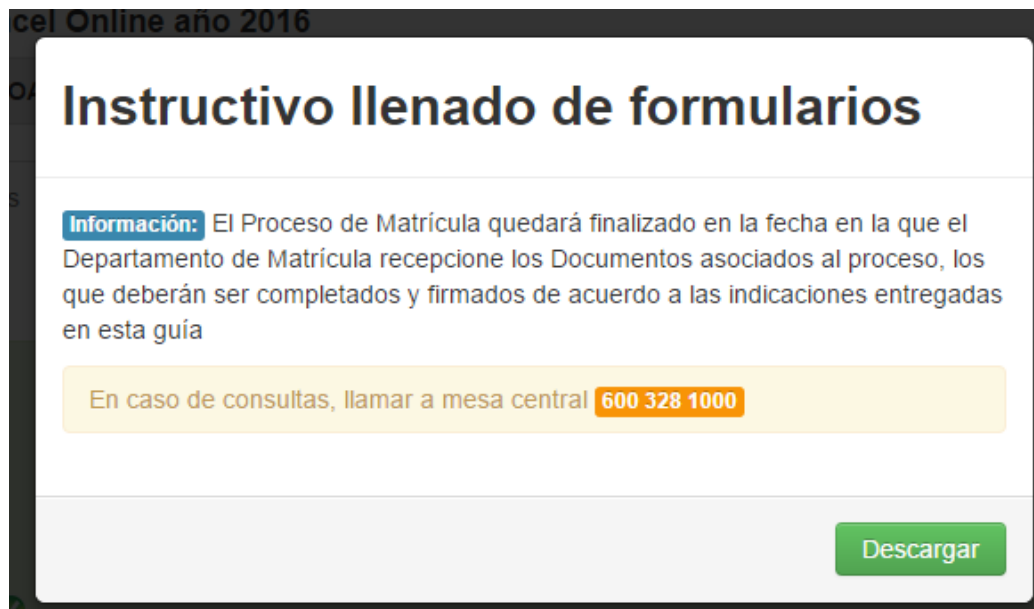 cel Online año 2016
Instructivo llenado de formularios
Información: El Proceso de Matrícula quedará finalizado en la fecha en la que el
Departamento de Matrícula recepcione los Documentos asociados al proceso, los
que deberán ser completados y firmados de acuerdo a las indicaciones entregadas
en esta guía
En caso de consultas, llamar a mesa central 600 328 1000
Descargar